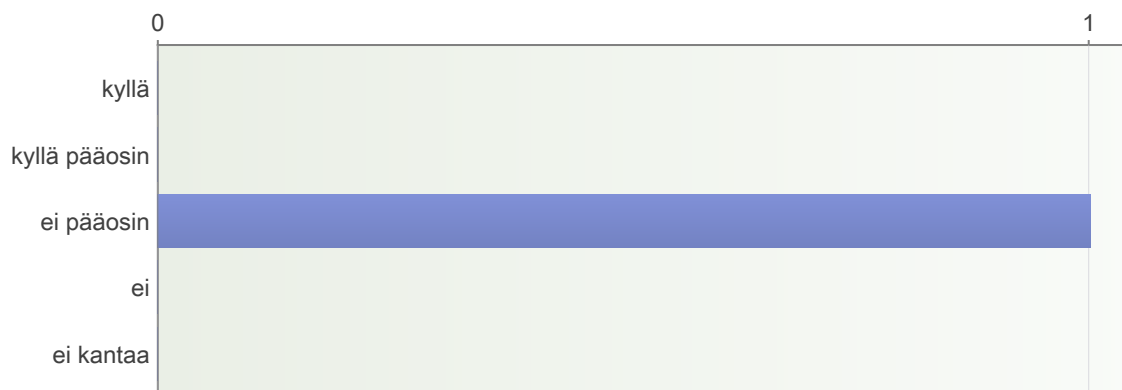 0 1
kyllä
kyllä pääosin
ei pääosin
ei
ei kantaa